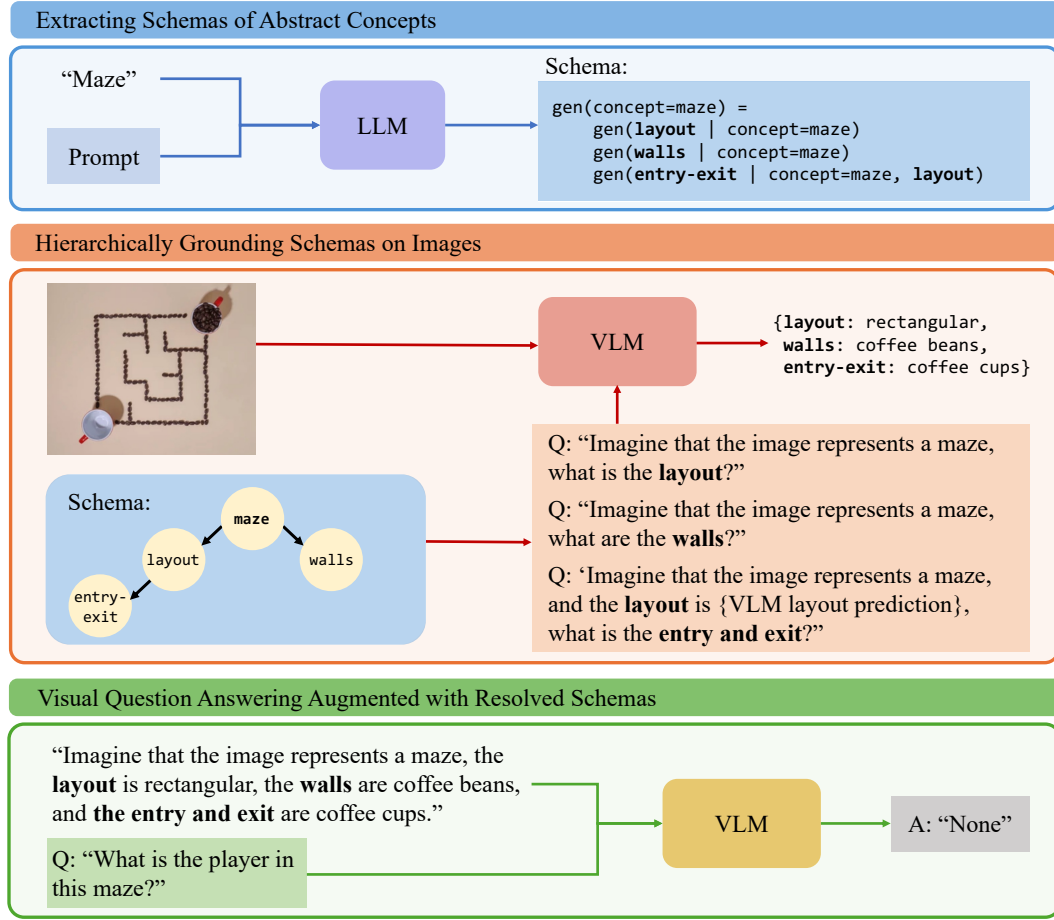 Extracting Schemas of Abstract Concepts
“Maze”
Prompt
LLM
Schema:
gen(concept=maze) =
gen(layout | concept=maze)
gen(walls | concept=maze)
gen(entry-exit | concept=maze, layout)
Hierarchically Grounding Schemas on Images
VLM
{layout: rectangular,
walls: coffee beans,
entry-exit: coffee cups}
Schema:
maze
layout
walls
entry-
exit
Q: “Imagine that the image represents a maze,
what is the layout?”
Q: “Imagine that the image represents a maze,
what are the walls?”
Q: ‘Imagine that the image represents a maze,
and the layout is {VLM layout prediction},
what is the entry and exit?”
Visual Question Answering Augmented with Resolved Schemas
“Imagine that the image represents a maze, the
layout is rectangular, the walls are coffee beans,
and the entry and exit are coffee cups.”
Q: “What is the player in
this maze?”
VLM
A: “None”